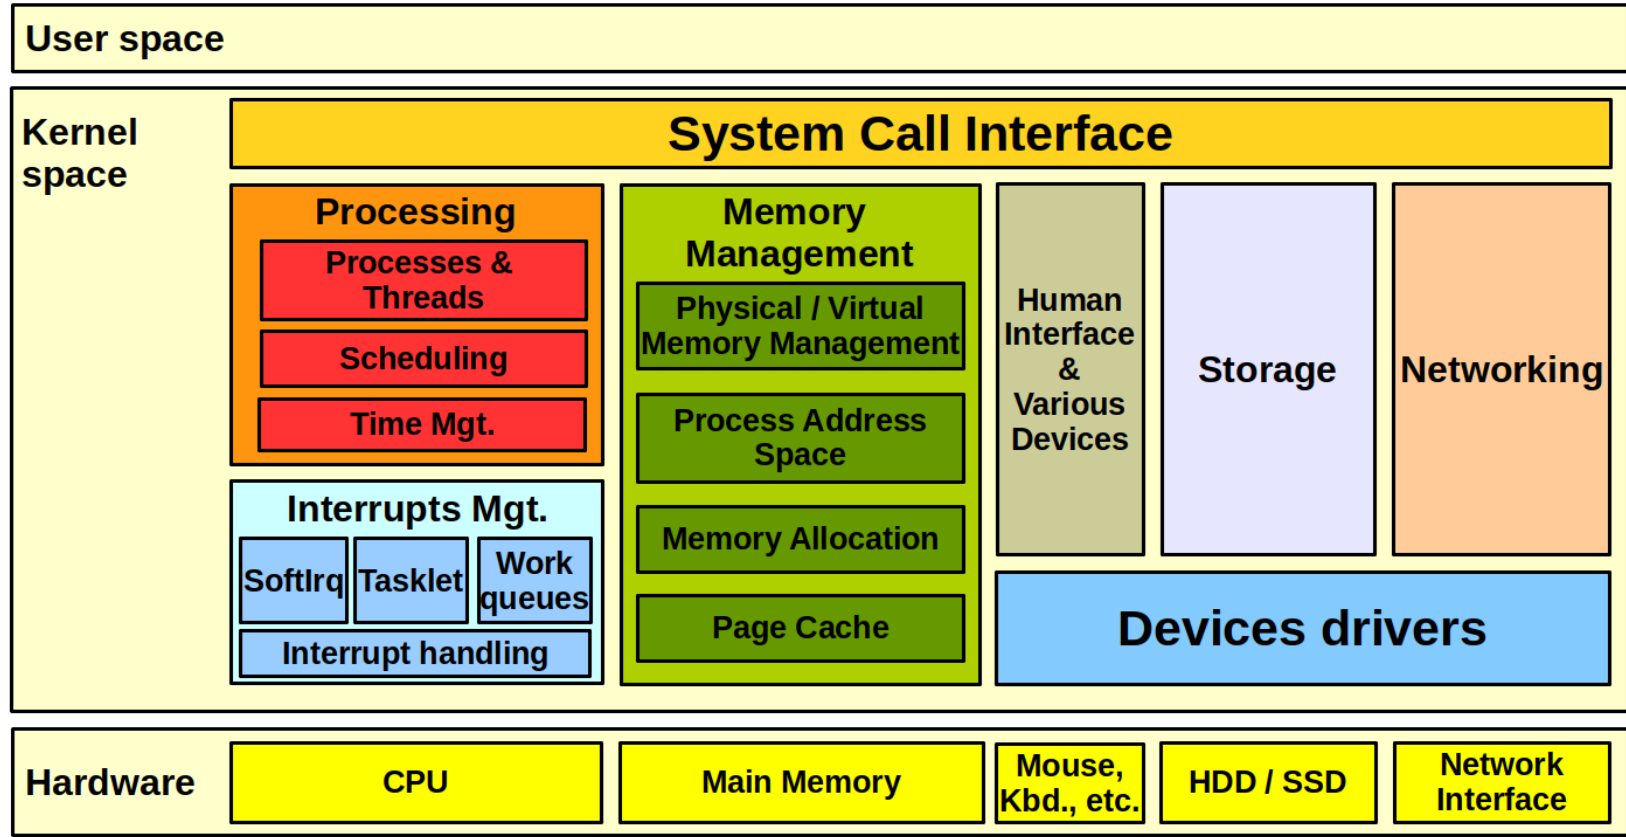 User space
Kernel
space
System Call Interface
Processing
Processes &
Threads
Scheduling
Time Mgt.
Interrupts Mgt.
SoftIrq
Tasklet
Work
queues
Interrupt handling
Memory
Management
Physical / Virtual
Memory Management
Process Address
Space
Memory Allocation
Page Cache
Human
Interface
&
Various
Devices
Storage
Networking
Devices drivers
Hardware
CPU
Main Memory
Mouse,
Kbd., etc.
HDD / SSD
Network
Interface